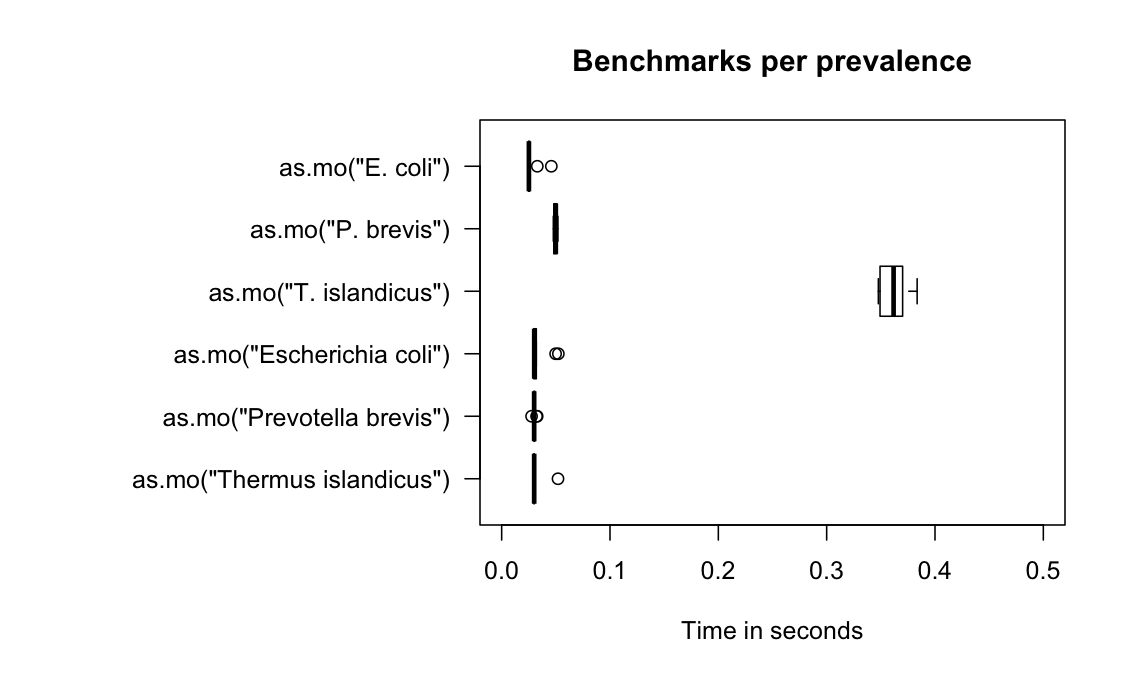 Benchmarks per prevalence
as.mo("E. coli")
as.mo("P. brevis")
as.mo("T. islandicus")
as.mo("Escherichia coli")
as.mo("Prevotella brevis")
as.mo("Thermus islandicus")
0.0 0.1 0.2 0.3 0.4 0.5
Time in seconds